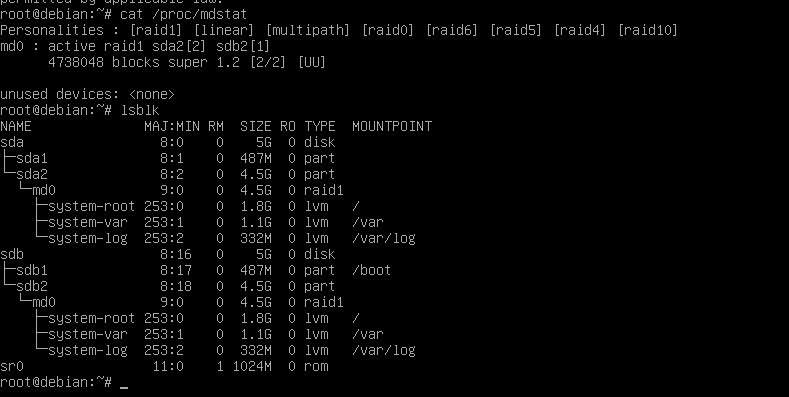 permitted by applicable law.
root@debian:~# cat /proc/mdstat
Personalities : [raid1] [linear] [multipath] [raid0] [raid6] [raid5] [raid4] [raid10]
md0 : active raid1 sda2[2] sdb2[1]
      4738048 blocks super 1.2 [2/2] [UU]

unused devices: <none>
root@debian:~# lsblk
NAME            MAJ:MIN RM  SIZE RO TYPE  MOUNTPOINT
sda               8:0    0    5G  0 disk
├─sda1            8:1    0  487M  0 part
└─sda2            8:2    0  4.5G  0 part
  └─md0           9:0    0  4.5G  0 raid1
    ├─system-root 253:0    0  1.8G  0 lvm   /
    ├─system-var  253:1    0  1.1G  0 lvm   /var
    └─system-log  253:2    0  332M  0 lvm   /var/log
sdb               8:16   0    5G  0 disk
├─sdb1            8:17   0  487M  0 part  /boot
└─sdb2            8:18   0  4.5G  0 part
  └─md0           9:0    0  4.5G  0 raid1
    ├─system-root 253:0    0  1.8G  0 lvm   /
    ├─system-var  253:1    0  1.1G  0 lvm   /var
    └─system-log  253:2    0  332M  0 lvm   /var/log
sr0              11:0    1 1024M  0 rom
root@debian:~# _